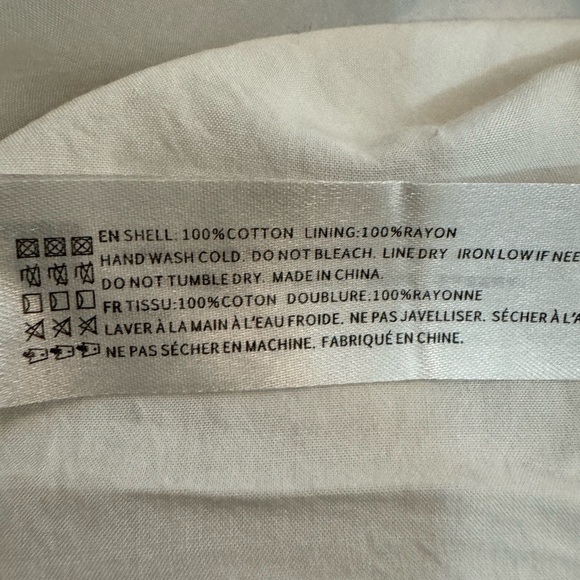 EN SHELL: 100%COTTON LINING:100%RAYON
HAND WASH COLD. DO NOT BLEACH. LINE DRY IRON LOW IF NEE
DO NOT TUMBLE DRY. MADE IN CHINA.
FR TISSU:100%COTON DOUBLURE:100%RAYONNE
LAVER À LA MAIN À L'EAU FROIDE. NE PAS JAVELLISER. SÉCHER À L'A
NE PAS SÉCHER EN MACHINE. FABRIQUÉ EN CHINE.